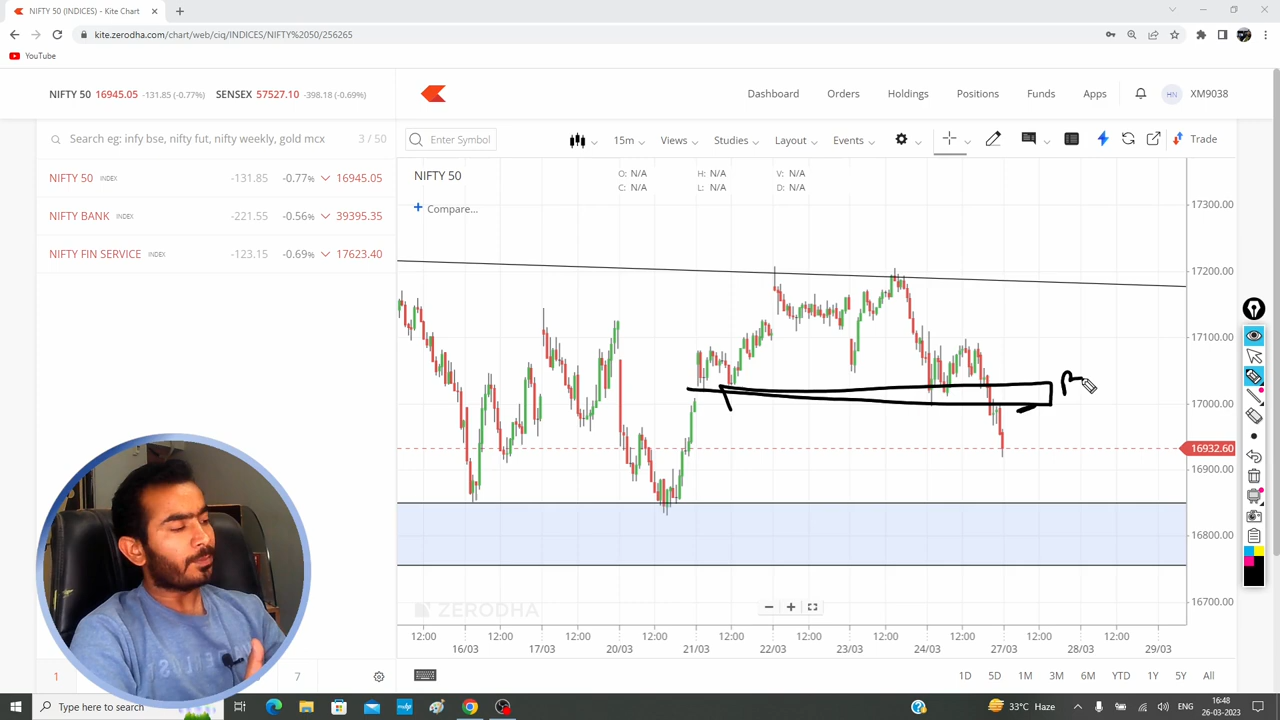 NIFTY 50 (INDICES) - Kite Chart
kite.zerodha.com/chart/web/ciq/INDICES/NIFTY%2050/256265
YouTube
NIFTY 50 16945.05 -131.85 (-0.77%) SENSEX 57527.10 -398.18 (-0.69%)
Dashboard Orders Holdings Positions Funds Apps HN XM9038
Search eg: infy bse, nifty fut, nifty weekly, gold mcx 3 / 50
Enter Symbol 15m Views Studies Layout Events Trade
NIFTY 50 INDEX -131.85 -0.77% 16945.05
NIFTY BANK INDEX -221.55 -0.56% 39395.35
NIFTY FIN SERVICE INDEX -123.15 -0.69% 17623.40
NIFTY 50
O: N/A H: N/A V: N/A
C: N/A L: N/A D: N/A
+ Compare...
17300.00
17200.00
17100.00
17000.00
16932.60
16900.00
16800.00
16700.00
ZERODHA
12:00 12:00 12:00 12:00 12:00 12:00 12:00 12:00 12:00 12:00
16/03 17/03 20/03 21/03 22/03 23/03 24/03 27/03 28/03 29/03
1 7
1D 5D 1M 3M 6M YTD 1Y 5Y All
Type here to search
33°C Haze
16:48
26-03-2023